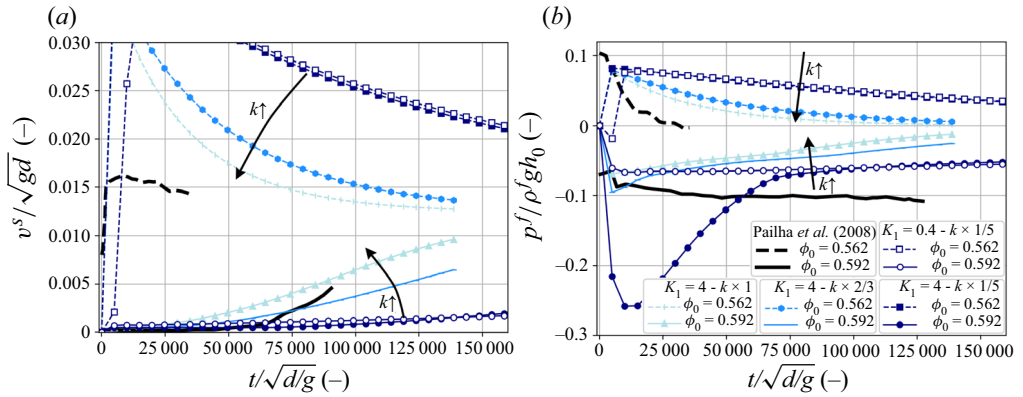 (a)
0.030
0.025
0.020
0.015
0.010
0.005
0.000
v^s/√gd (–)
k↑
k↑
0 25 000 50 000 75 000 100 000 125 000 150 000
t/√d/g (–)
(b)
0.1
0
−0.1
−0.2
−0.3
p^f/ρ^f gh_0 (–)
k↑
k↑
Pailha et al. (2008)
ϕ_0 = 0.562
ϕ_0 = 0.592
K_1 = 0.4 - k × 1/5
ϕ_0 = 0.562
ϕ_0 = 0.592
K_1 = 4 - k × 1
ϕ_0 = 0.562
ϕ_0 = 0.592
K_1 = 4 - k × 2/3
ϕ_0 = 0.562
ϕ_0 = 0.592
K_1 = 4 - k × 1/5
ϕ_0 = 0.562
ϕ_0 = 0.592
0 25 000 50 000 75 000 100 000 125 000 150 000
t/√d/g (–)